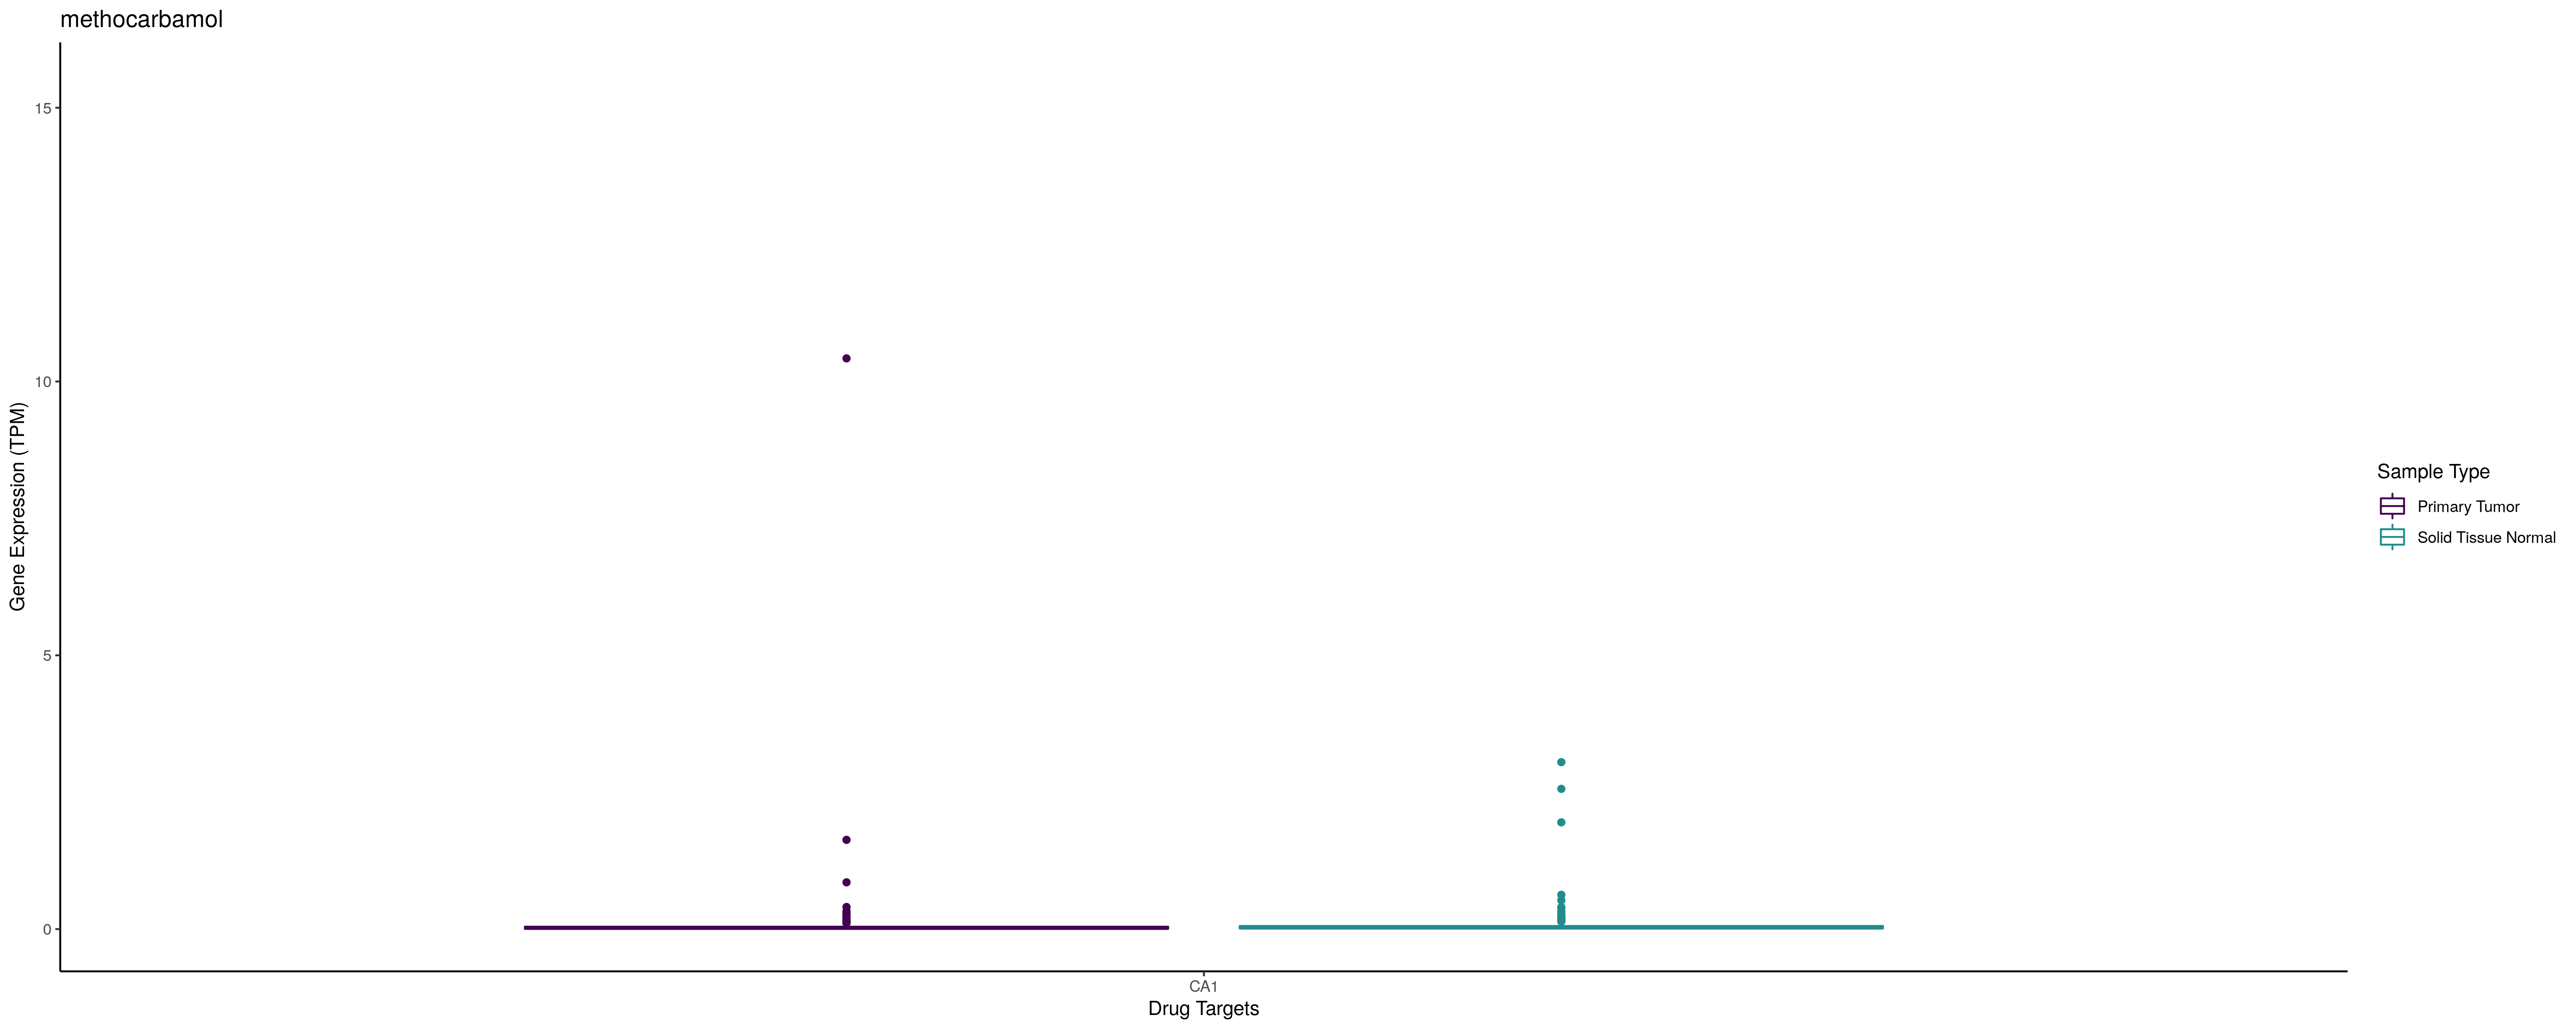 methocarbamol
15
10
5
0
Gene Expression (TPM)
CA1
Drug Targets
Sample Type
Primary Tumor
Solid Tissue Normal